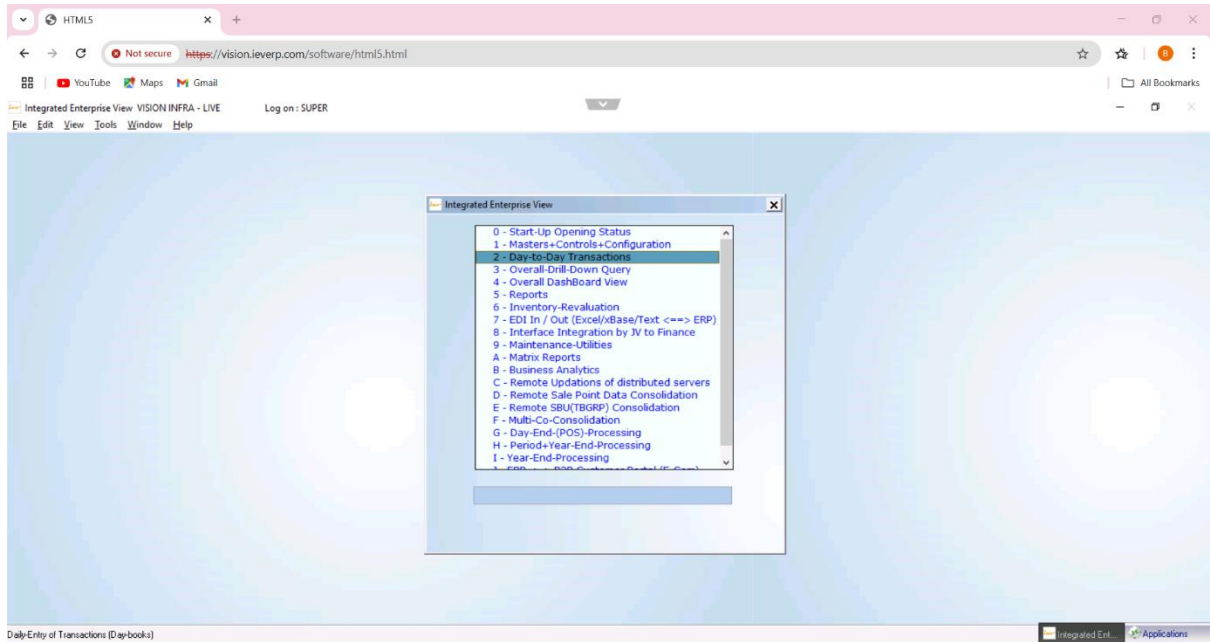 HTML5
Not secure https://vision.ieverp.com/software/html5.html
B
YouTube Maps Gmail
All Bookmarks
Integrated Enterprise View VISION INFRA - LIVE Log on : SUPER
File Edit View Tools Window Help
Integrated Enterprise View
0 - Start-Up Opening Status
1 - Masters+Controls+Configuration
2 - Day-to-Day Transactions
3 - Overall-Drill-Down Query
4 - Overall DashBoard View
5 - Reports
6 - Inventory-Revaluation
7 - EDI In / Out (Excel/xBase/Text <==> ERP)
8 - Interface Integration by JV to Finance
9 - Maintenance-Utilities
A - Matrix Reports
B - Business Analytics
C - Remote Updations of distributed servers
D - Remote Sale Point Data Consolidation
E - Remote SBU(TBGRP) Consolidation
F - Multi-Co-Consolidation
G - Day-End-(POS)-Processing
H - Period+Year-End-Processing
I - Year-End-Processing
Daily-Entry of Transactions (Day-books)
Integrated Ent... Applications